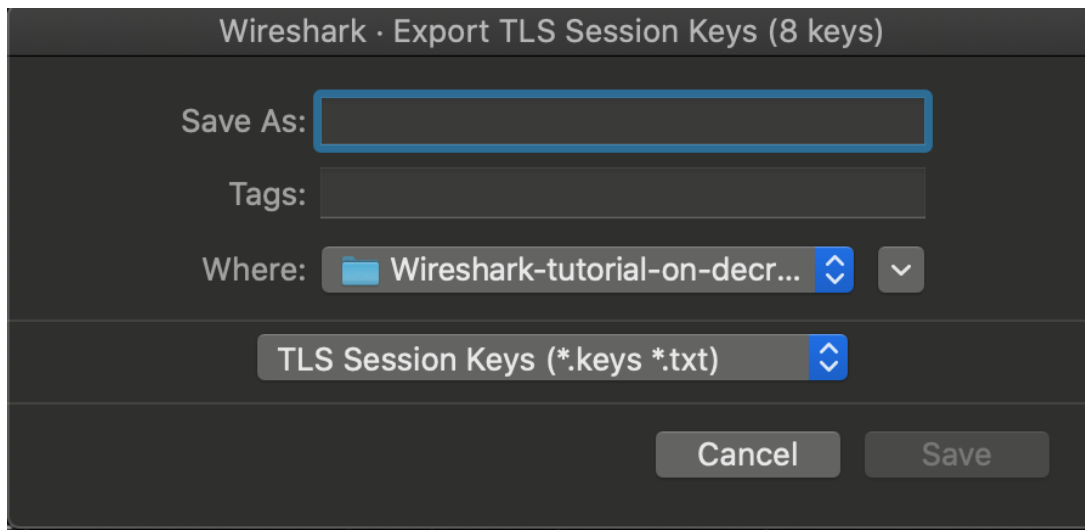 Wireshark · Export TLS Session Keys (8 keys)
Save As:
Tags:
Where: Wireshark-tutorial-on-decr...
TLS Session Keys (*.keys *.txt)
Cancel Save